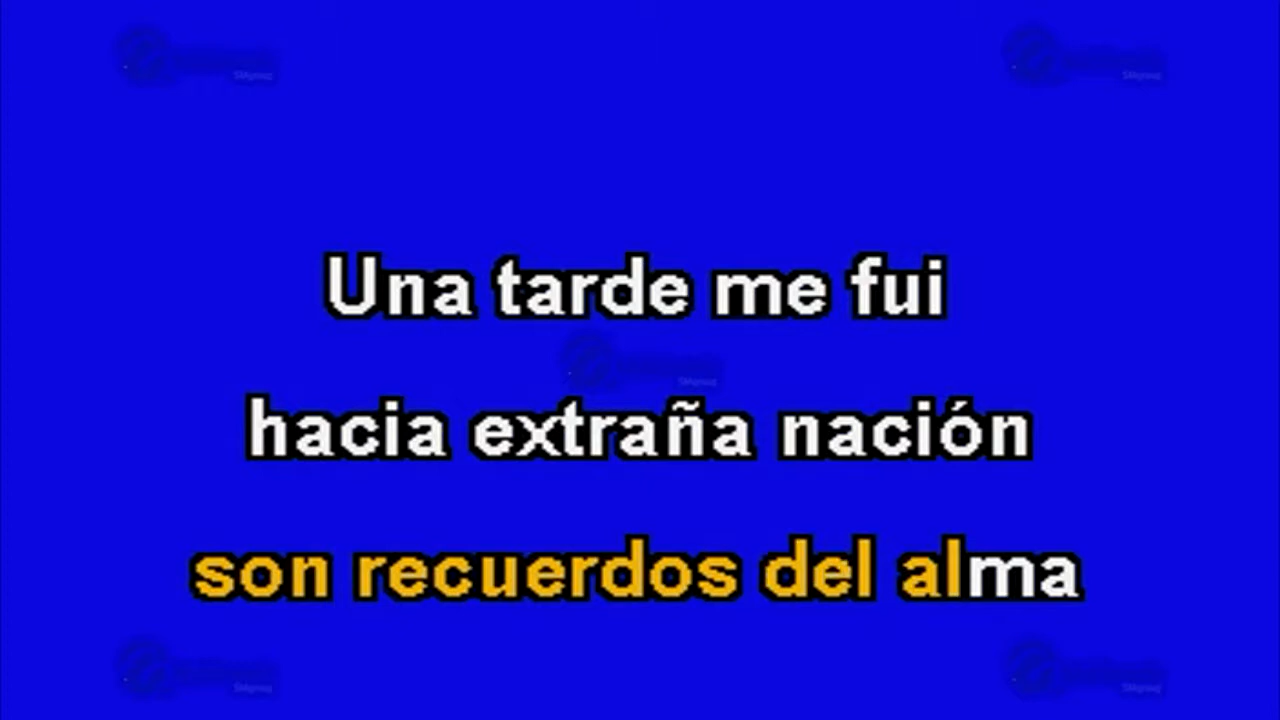 Una tarde me fui
hacia extraña nación
son recuerdos del alma